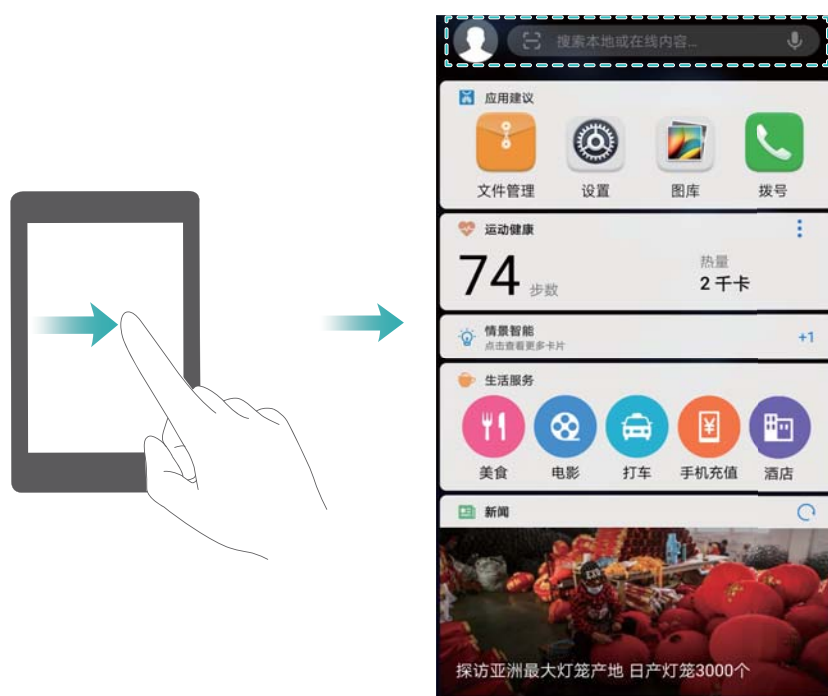 搜索本地或在线内容...
应用建议
文件管理 设置 图库 拨号
运动健康
74 步数
热量
2 千卡
情景智能
点击查看更多卡片
+1
生活服务
美食 电影 打车 手机充值 酒店
新闻
探访亚洲最大灯笼产地 日产灯笼3000个